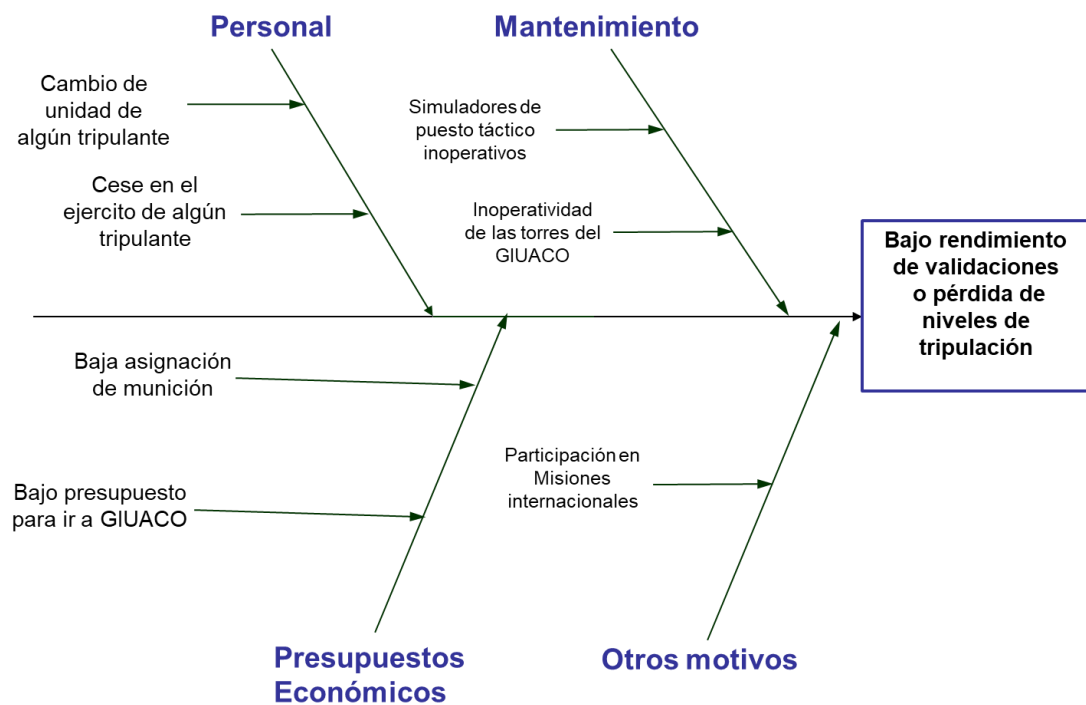 Personal
Mantenimiento
Cambio de
unidad de
algún tripulante
Simuladores de
puesto táctico
inoperativos
Cese en el
ejercito de algún
tripulante
Inoperatividad
de las torres del
GIUACO
Bajo rendimiento
de validaciones
o pérdida de
niveles de
tripulación
Baja asignación
de munición
Participación en
Misiones
internacionales
Bajo presupuesto
para ir a GIUACO
Presupuestos
Económicos
Otros motivos